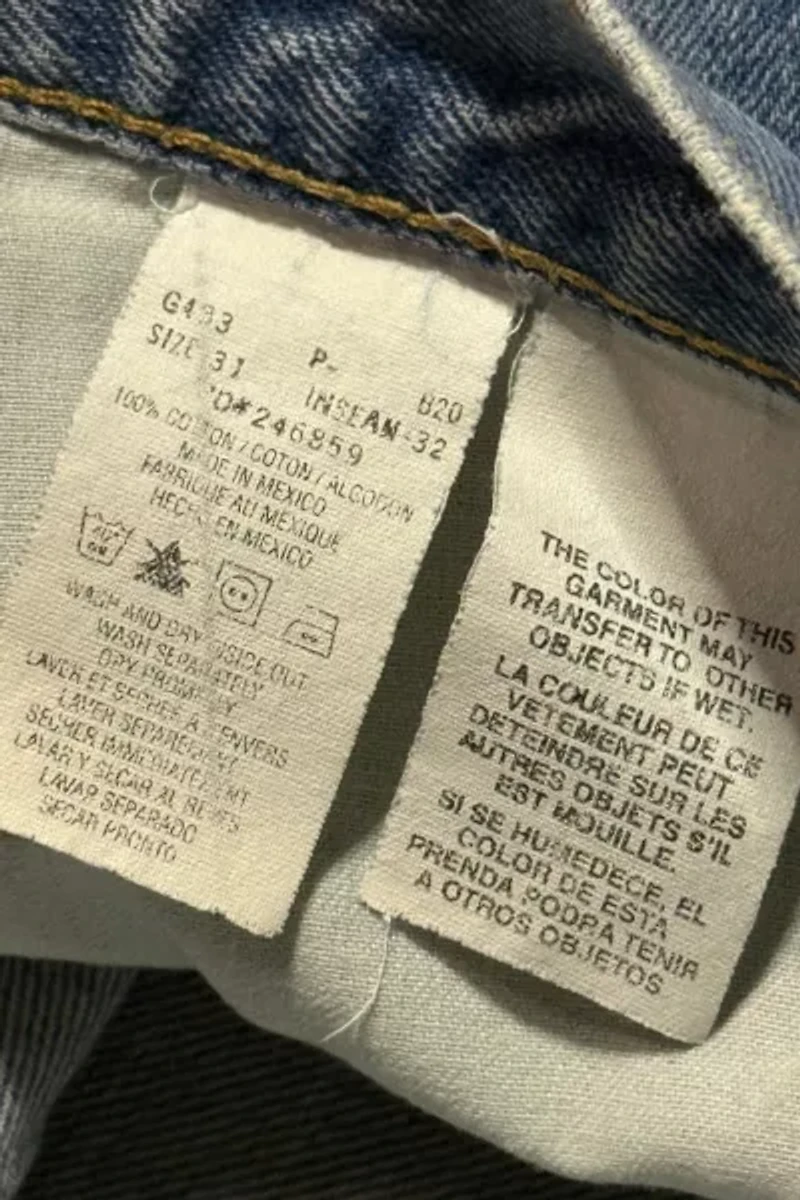 G433
P-
B20
SIZE 31
INSEAM-32
O*246859
100% COTTON / COTON / ALGODON
MADE IN MEXICO
FABRIQUE AU MEXIQUE
HECHO EN MEXICO
WASH AND DRY INSIDE OUT
WASH SEPARATELY
DRY PROMPTLY
LAVER ET SECHER A L'ENVERS
LAVER SEPAREMENT
SECHER IMMEDIATEMENT
LAVAR Y SECAR AL REVES
LAVAR SEPARADO
SECAR PRONTO
THE COLOR OF THIS
GARMENT MAY
TRANSFER TO OTHER
OBJECTS IF WET.
LA COULEUR DE CE
VETEMENT PEUT
DETEINDRE SUR LES
AUTRES OBJETS S'IL
EST MOUILLE.
SI SE HUMEDECE, EL
COLOR DE ESTA
PRENDA PODRA TENIR
A OTROS OBJETOS